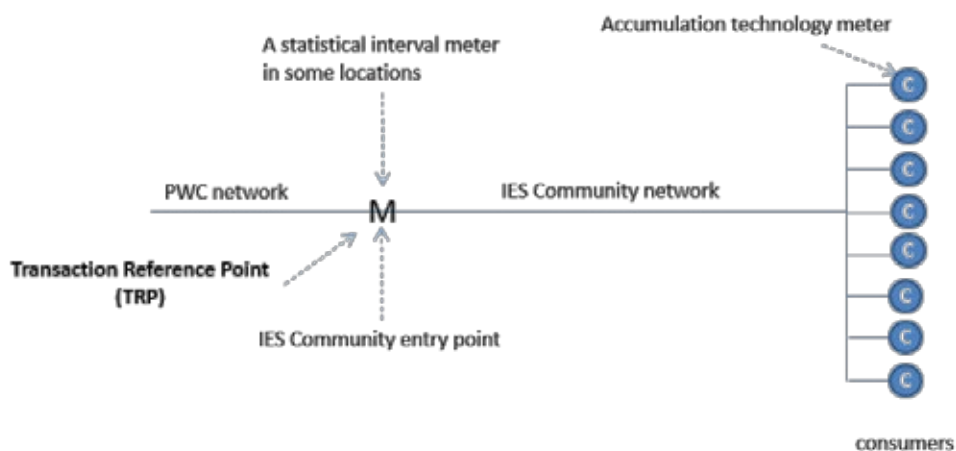 Accumulation technology meter
A statistical interval meter
in some locations
PWC network
M
IES Community network
Transaction Reference Point
(TRP)
IES Community entry point
C
C
C
C
C
C
C
C
consumers